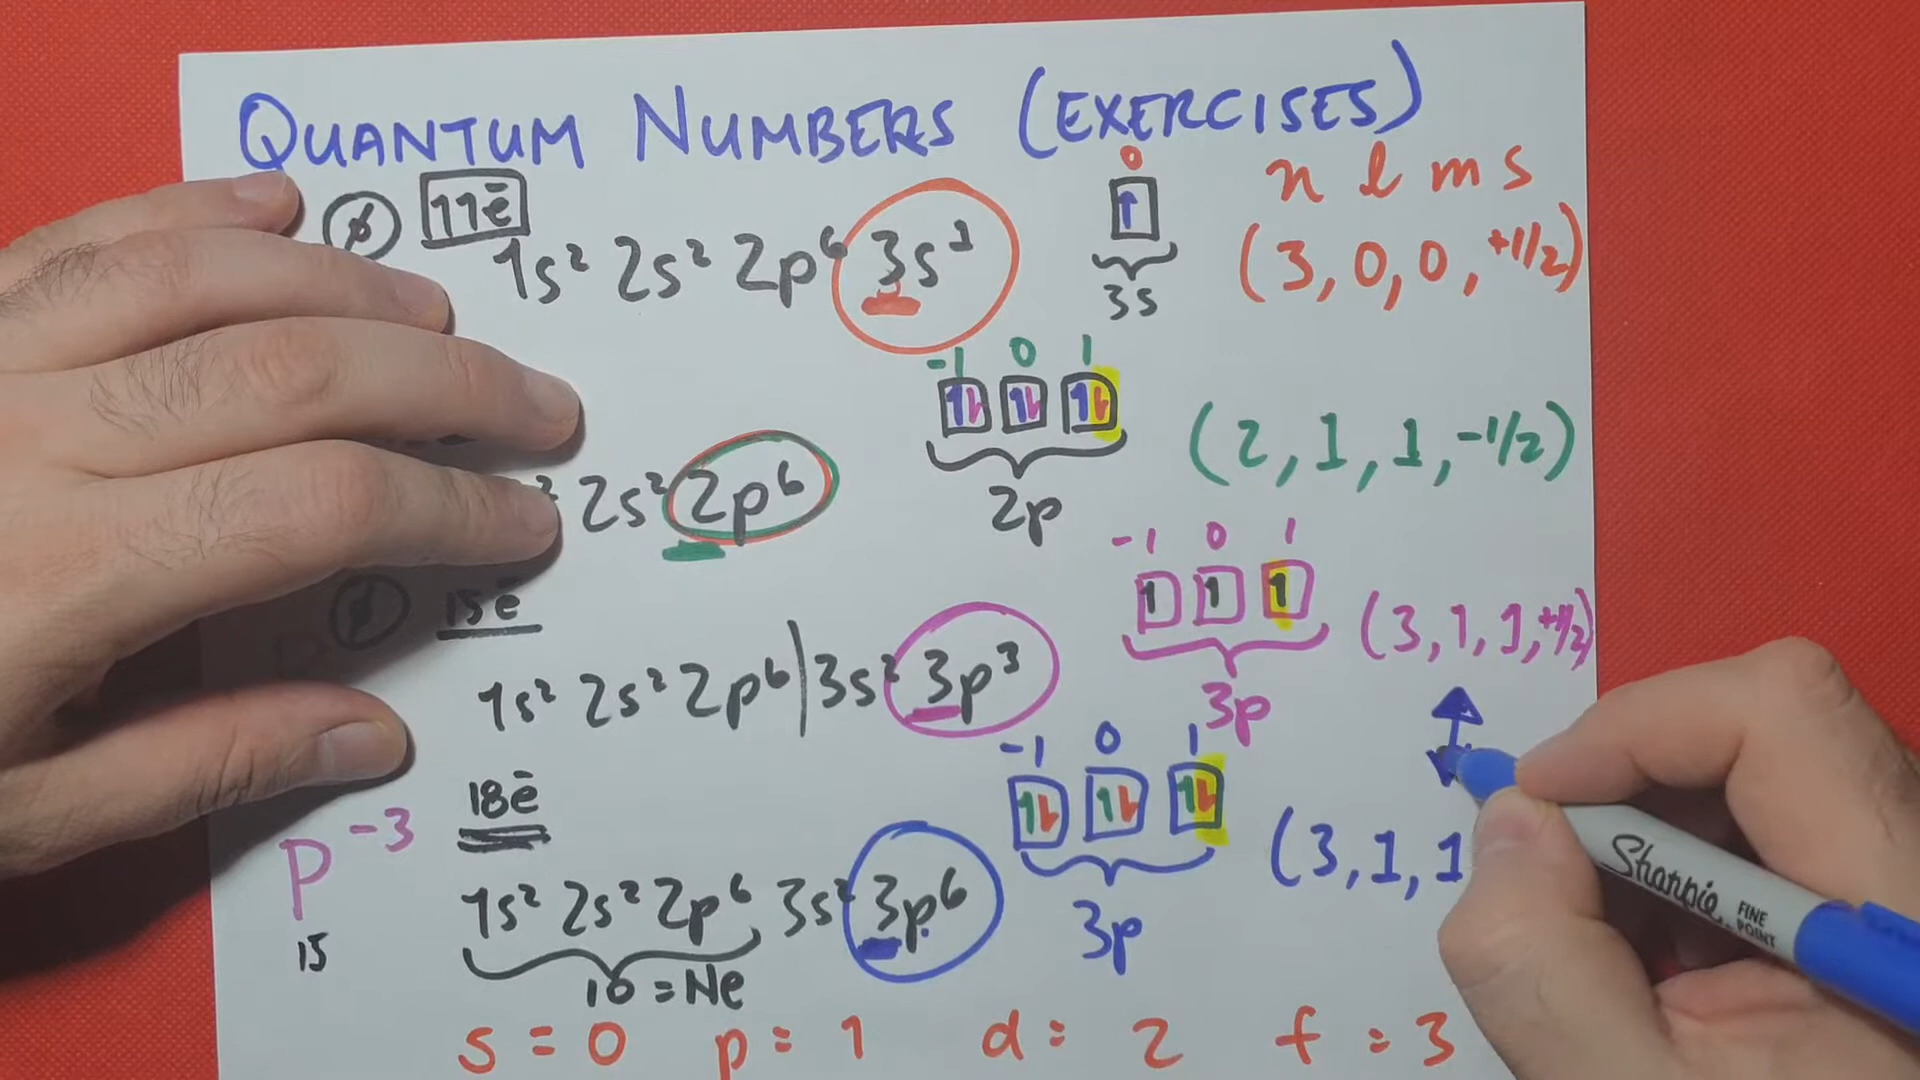 QUANTUM NUMBERS (EXERCISES)
n l m s
11e̅
1s² 2s² 2p⁶ 3s¹
0
↑
3s
(3, 0, 0, +1/2)
2s² 2p⁶
-1 0 1
2p
(2, 1, 1, -1/2)
15e̅
1s² 2s² 2p⁶ | 3s² 3p³
-1 0 1
3p
(3, 1, 1, +1/2)
P⁻³
15
18e̅
1s² 2s² 2p⁶ 3s² 3p⁶
10 = Ne
-1 0 1
3p
(3, 1, 1
s = 0 p = 1 d = 2 f = 3
Sharpie
FINE POINT